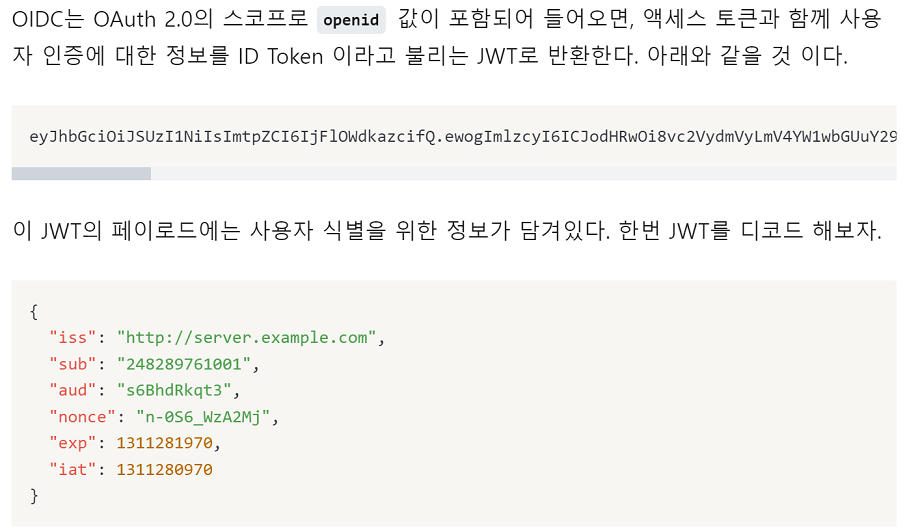 OIDC는 OAuth 2.0의 스코프로 openid 값이 포함되어 들어오면, 액세스 토큰과 함께 사용
자 인증에 대한 정보를 ID Token 이라고 불리는 JWT로 반환한다. 아래와 같을 것 이다.
eyJhbGciOiJSUzI1NiIsImtpZCI6IjFlOWdkazcifQ.ewogImlzcyI6ICJodHRwOi8vc2VydmVyLmV4YW1wbGUuY29
이 JWT의 페이로드에는 사용자 식별을 위한 정보가 담겨있다. 한번 JWT를 디코드 해보자.
{
  "iss": "http://server.example.com",
  "sub": "248289761001",
  "aud": "s6BhdRkqt3",
  "nonce": "n-0S6_WzA2Mj",
  "exp": 1311281970,
  "iat": 1311280970
}